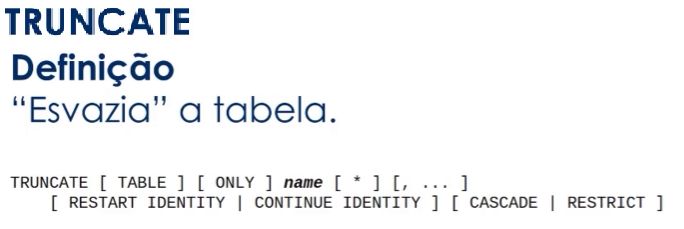 TRUNCATE
Definição
“Esvazia” a tabela.
TRUNCATE [ TABLE ] [ ONLY ] name [ * ] [, ... ]
[ RESTART IDENTITY | CONTINUE IDENTITY ] [ CASCADE | RESTRICT ]